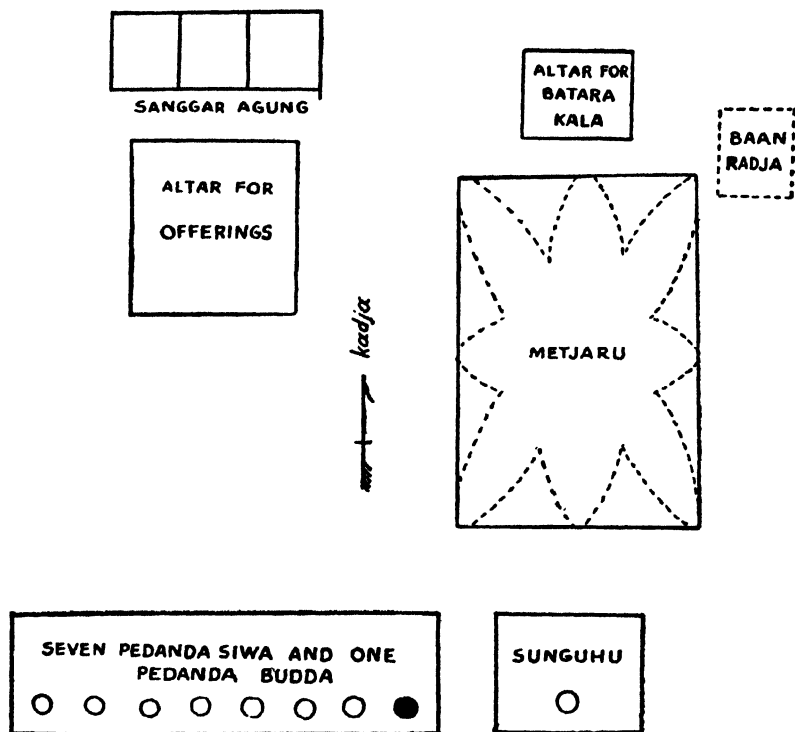 SANGGAR AGUNG
ALTAR FOR
BATARA
KALA
BAAN
RADJA
ALTAR FOR
OFFERINGS
kadja
METJARU
SEVEN PEDANDA SIWA AND ONE
PEDANDA BUDDA
SUNGUHU